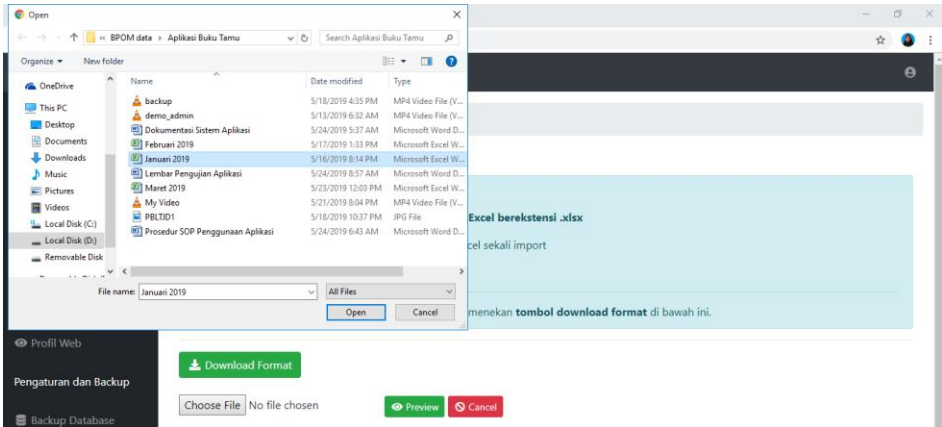 Open
« BPOM data > Aplikasi Buku Tamu
Search Aplikasi Buku Tamu
Organize
New folder
Name
Date modified
Type
OneDrive
This PC
Desktop
Documents
Downloads
Music
Pictures
Videos
Local Disk (C:)
Local Disk (D:)
Removable Disk
backup 5/18/2019 4:35 PM MP4 Video File (V...
demo_admin 5/13/2019 6:32 AM MP4 Video File (V...
Dokumentasi Sistem Aplikasi 5/24/2019 5:37 AM Microsoft Word D...
Februari 2019 5/17/2019 1:33 PM Microsoft Excel W...
Januari 2019 5/16/2019 8:14 PM Microsoft Excel W...
Lembar Pengujian Aplikasi 5/24/2019 8:57 AM Microsoft Word D...
Maret 2019 5/23/2019 12:03 PM Microsoft Excel W...
My Video 5/21/2019 8:04 PM MP4 Video File (V...
PBLTJD1 5/18/2019 10:37 PM JPG File
Prosedur SOP Penggunaan Aplikasi 5/24/2019 6:43 AM Microsoft Word D...
File name: Januari 2019
All Files
Open
Cancel
Excel berekstensi .xlsx
cel sekali import
menekan tombol download format di bawah ini.
Profil Web
Pengaturan dan Backup
Backup Database
Download Format
Choose File No file chosen
Preview
Cancel